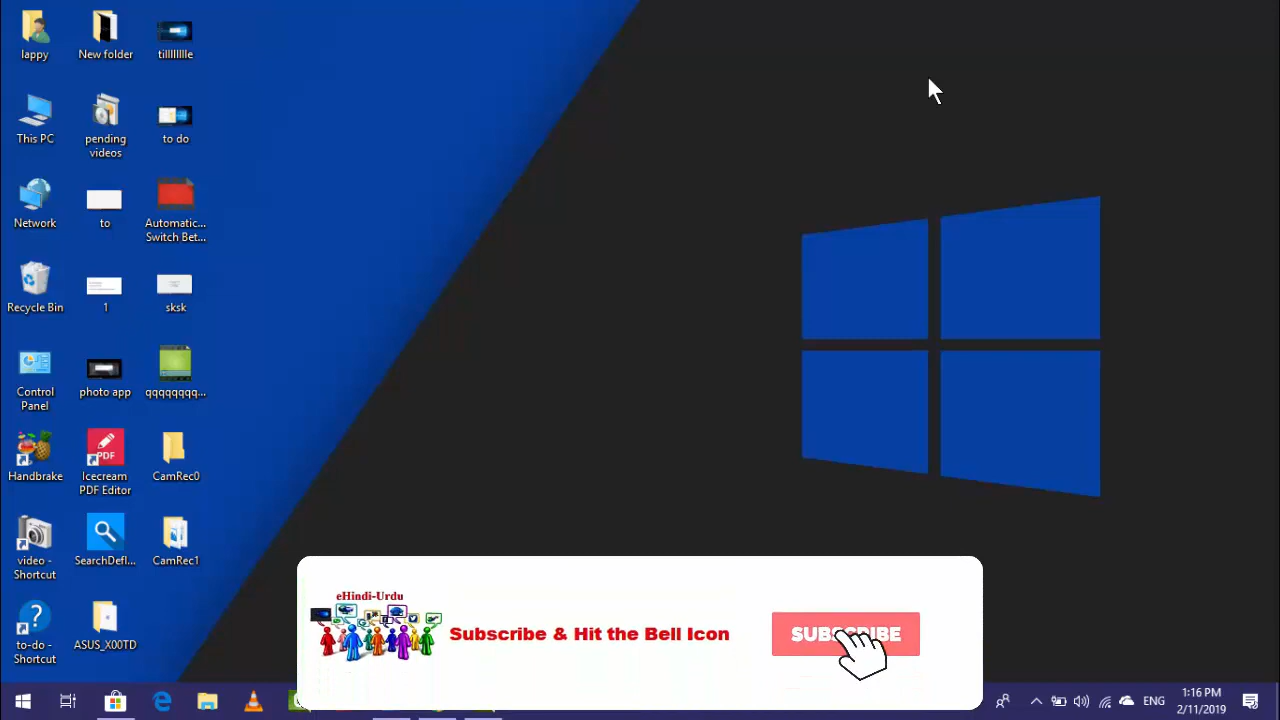 lappy
New folder
tilllllllle
This PC
pending
videos
to do
Network
to
Automatic...
Switch Bet...
Recycle Bin
1
sksk
Control
Panel
photo app
qqqqqqqq...
Handbrake
PDF
Icecream
PDF Editor
CamRec0
video -
Shortcut
SearchDefl...
CamRec1
to-do -
Shortcut
ASUS_X00TD
eHindi-Urdu
Subscribe & Hit the Bell Icon
SUBSCRIBE
ENG
1:16 PM
2/11/2019